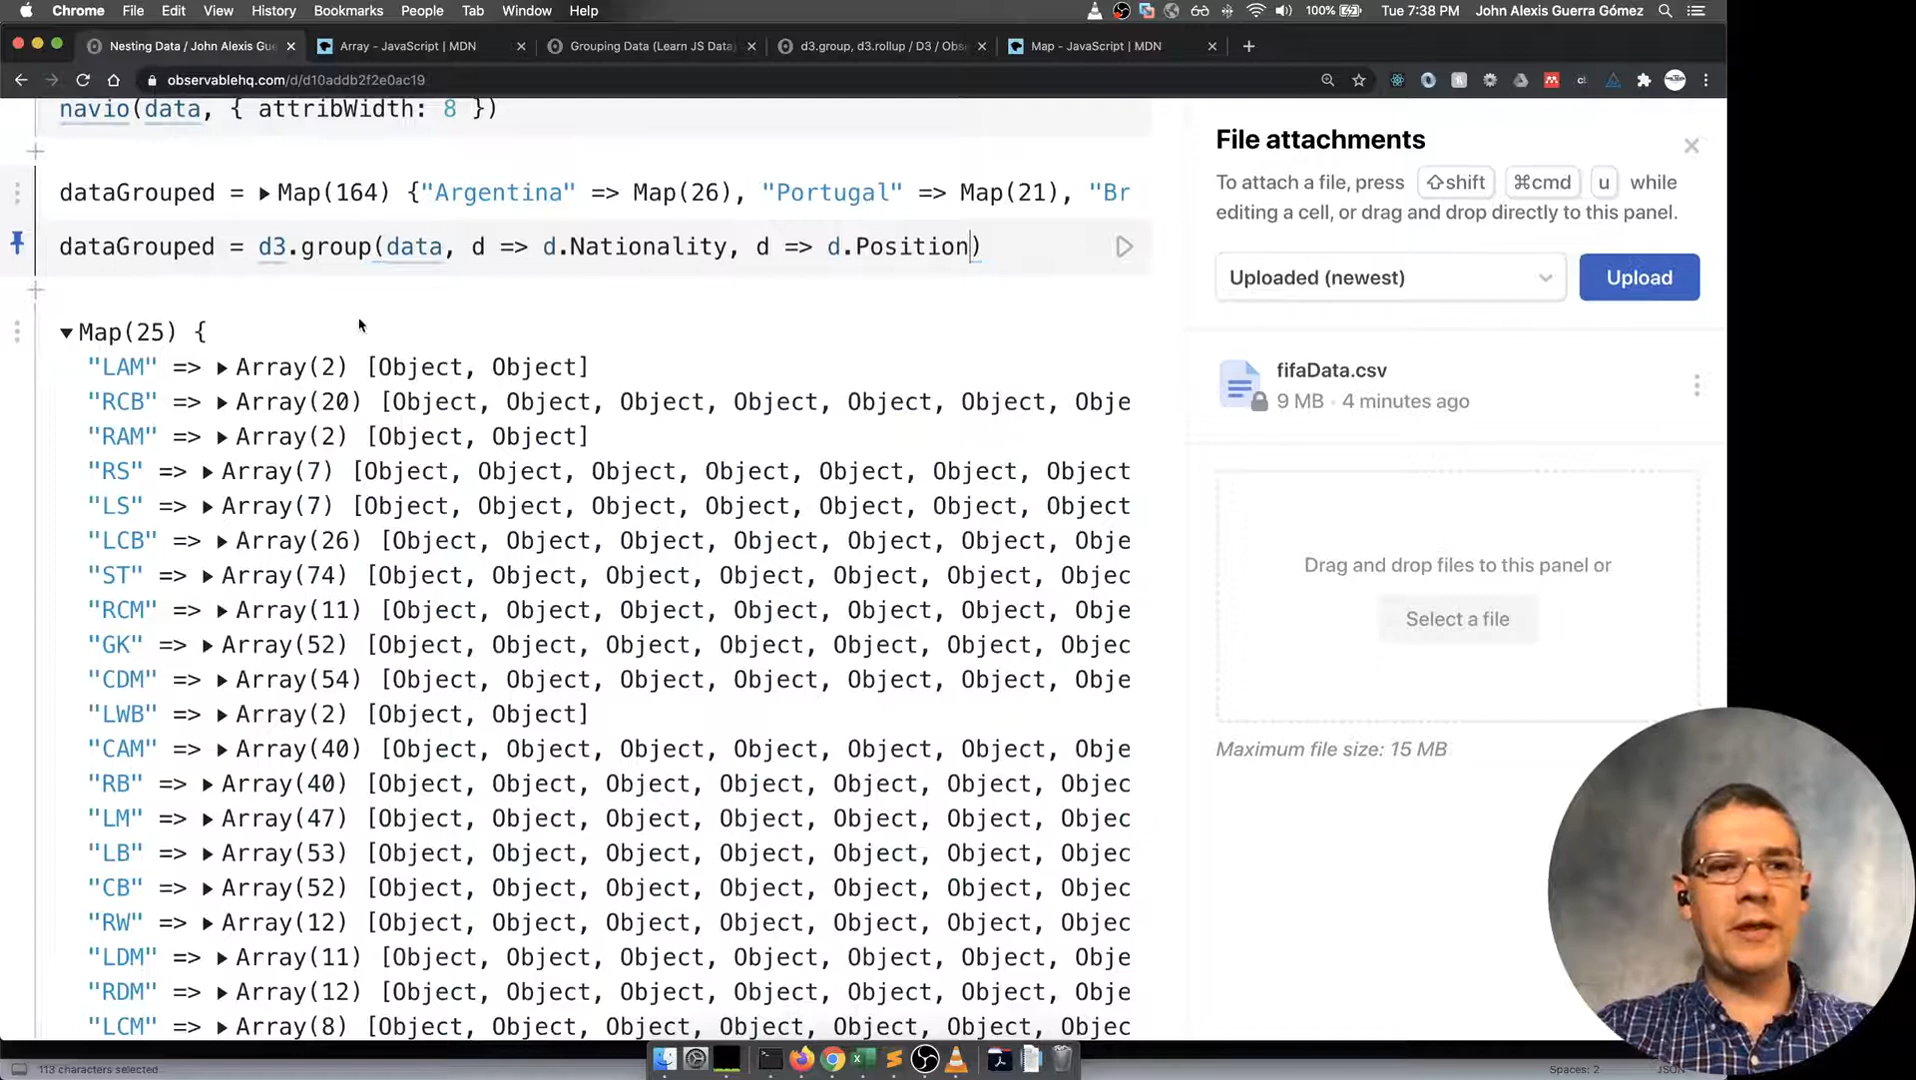 Chrome File Edit View History Bookmarks People Tab Window Help 100% Tue 7:38 PM John Alexis Guerra Gómez
Nesting Data / John Alexis Gue
Array - JavaScript | MDN
Grouping Data (Learn JS Data)
d3.group, d3.rollup / D3 / Obs
Map - JavaScript | MDN
observablehq.com/d/d10addb2f2e0ac19
navio(data, { attribWidth: 8 })
dataGrouped = Map(164) {"Argentina" => Map(26), "Portugal" => Map(21), "Br
dataGrouped = d3.group(data, d => d.Nationality, d => d.Position)
Map(25) {
"LAM" => Array(2) [Object, Object]
"RCB" => Array(20) [Object, Object, Object, Object, Object, Object, Obje
"RAM" => Array(2) [Object, Object]
"RS" => Array(7) [Object, Object, Object, Object, Object, Object, Object
"LS" => Array(7) [Object, Object, Object, Object, Object, Object, Object
"LCB" => Array(26) [Object, Object, Object, Object, Object, Object, Obje
"ST" => Array(74) [Object, Object, Object, Object, Object, Object, Objec
"RCM" => Array(11) [Object, Object, Object, Object, Object, Object, Obje
"GK" => Array(52) [Object, Object, Object, Object, Object, Object, Objec
"CDM" => Array(54) [Object, Object, Object, Object, Object, Object, Obje
"LWB" => Array(2) [Object, Object]
"CAM" => Array(40) [Object, Object, Object, Object, Object, Object, Obje
"RB" => Array(40) [Object, Object, Object, Object, Object, Object, Objec
"LM" => Array(47) [Object, Object, Object, Object, Object, Object, Objec
"LB" => Array(53) [Object, Object, Object, Object, Object, Object, Objec
"CB" => Array(52) [Object, Object, Object, Object, Object, Object, Objec
"RW" => Array(12) [Object, Object, Object, Object, Object, Object, Objec
"LDM" => Array(11) [Object, Object, Object, Object, Object, Object, Obje
"RDM" => Array(12) [Object, Object, Object, Object, Object, Object, Obje
"LCM" => Array(8) [Object, Object, Object, Object, Object, Object, Objec
File attachments
To attach a file, press ⇧shift ⌘cmd u while
editing a cell, or drag and drop directly to this panel.
Uploaded (newest)
Upload
fifaData.csv
9 MB · 4 minutes ago
Drag and drop files to this panel or
Select a file
Maximum file size: 15 MB
113 characters selected
Spaces: 2
JSON